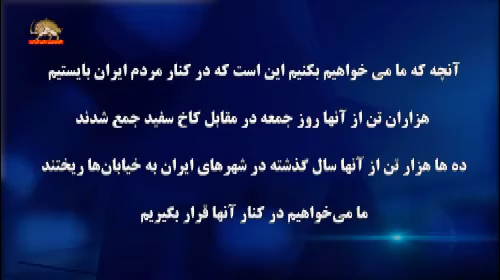 آنچه که ما می خواهیم بکنیم این است که در کنار مردم ایران بایستیم
هزاران تن از آنها روز جمعه در مقابل کاخ سفید جمع شدند
ده ها هزار تن از آنها سال گذشته در شهرهای ایران به خیابان‌ها ریختند
ما می‌خواهیم در کنار آنها قرار بگیریم